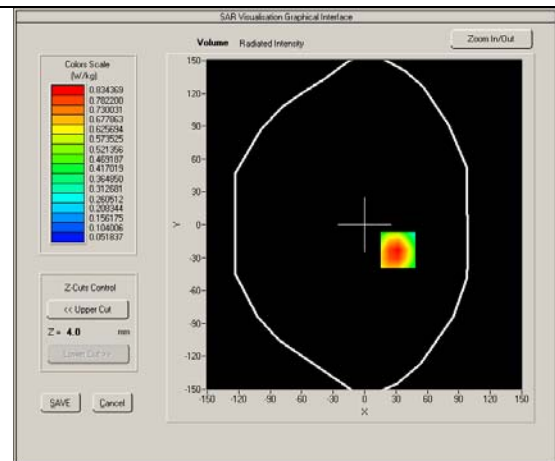 SAR Visualisation Graphical Interface
Volume Radiated Intensity
Zoom In/Out
Colors Scale
(W/kg)
0.834369
0.782200
0.730031
0.677863
0.625694
0.573525
0.521356
0.469187
0.417019
0.364850
0.312681
0.260512
0.208344
0.156175
0.104006
0.051837
Z-Cuts Control
<< Upper Cut
Z = 4.0 mm
Lower Cut >>
SAVE Cancel
150
120
90
60
30
0
-30
-60
-90
-120
-150
Y
-150 -120 -90 -60 -30 0 30 60 90 120 150
X